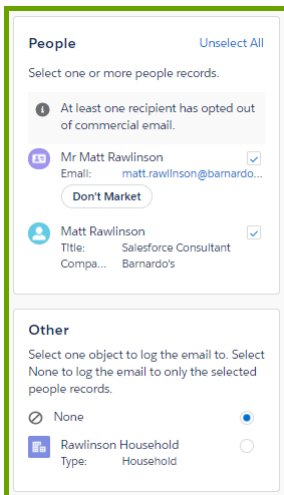 People Unselect All
Select one or more people records.
At least one recipient has opted out
of commercial email.
Mr Matt Rawlinson
Email: matt.rawlinson@barnardo...
Don't Market
Matt Rawlinson
Title: Salesforce Consultant
Compa... Barnardo's
Other
Select one object to log the email to. Select
None to log the email to only the selected
people records.
None
Rawlinson Household
Type: Household